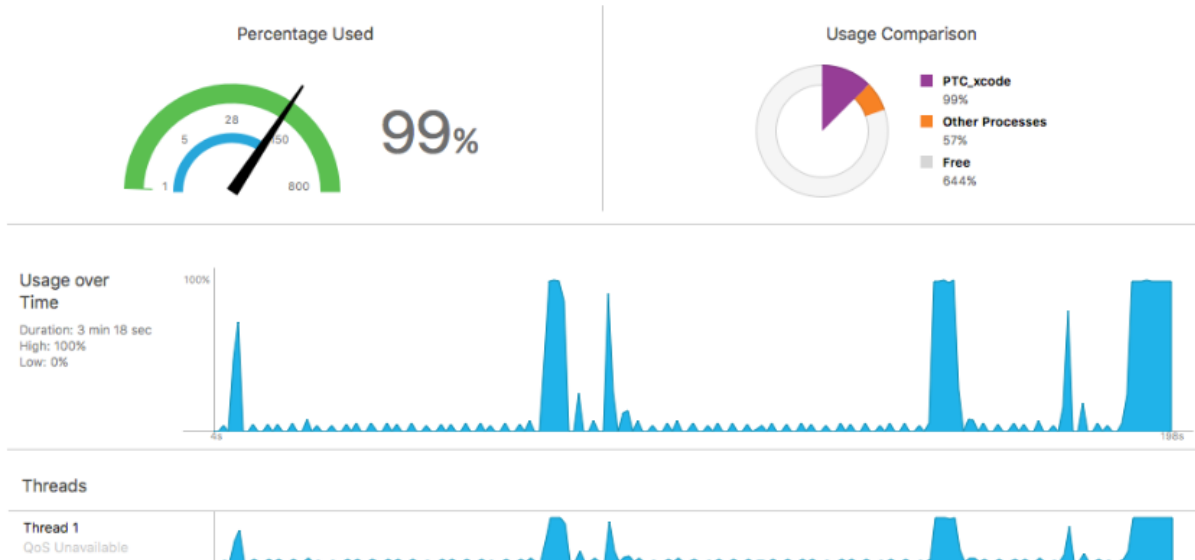 Percentage Used
1
5
28
150
800
99%
Usage Comparison
PTC_xcode
99%
Other Processes
57%
Free
644%
Usage over
Time
Duration: 3 min 18 sec
High: 100%
Low: 0%
100%
4s
198s
Threads
Thread 1
QoS Unavailable